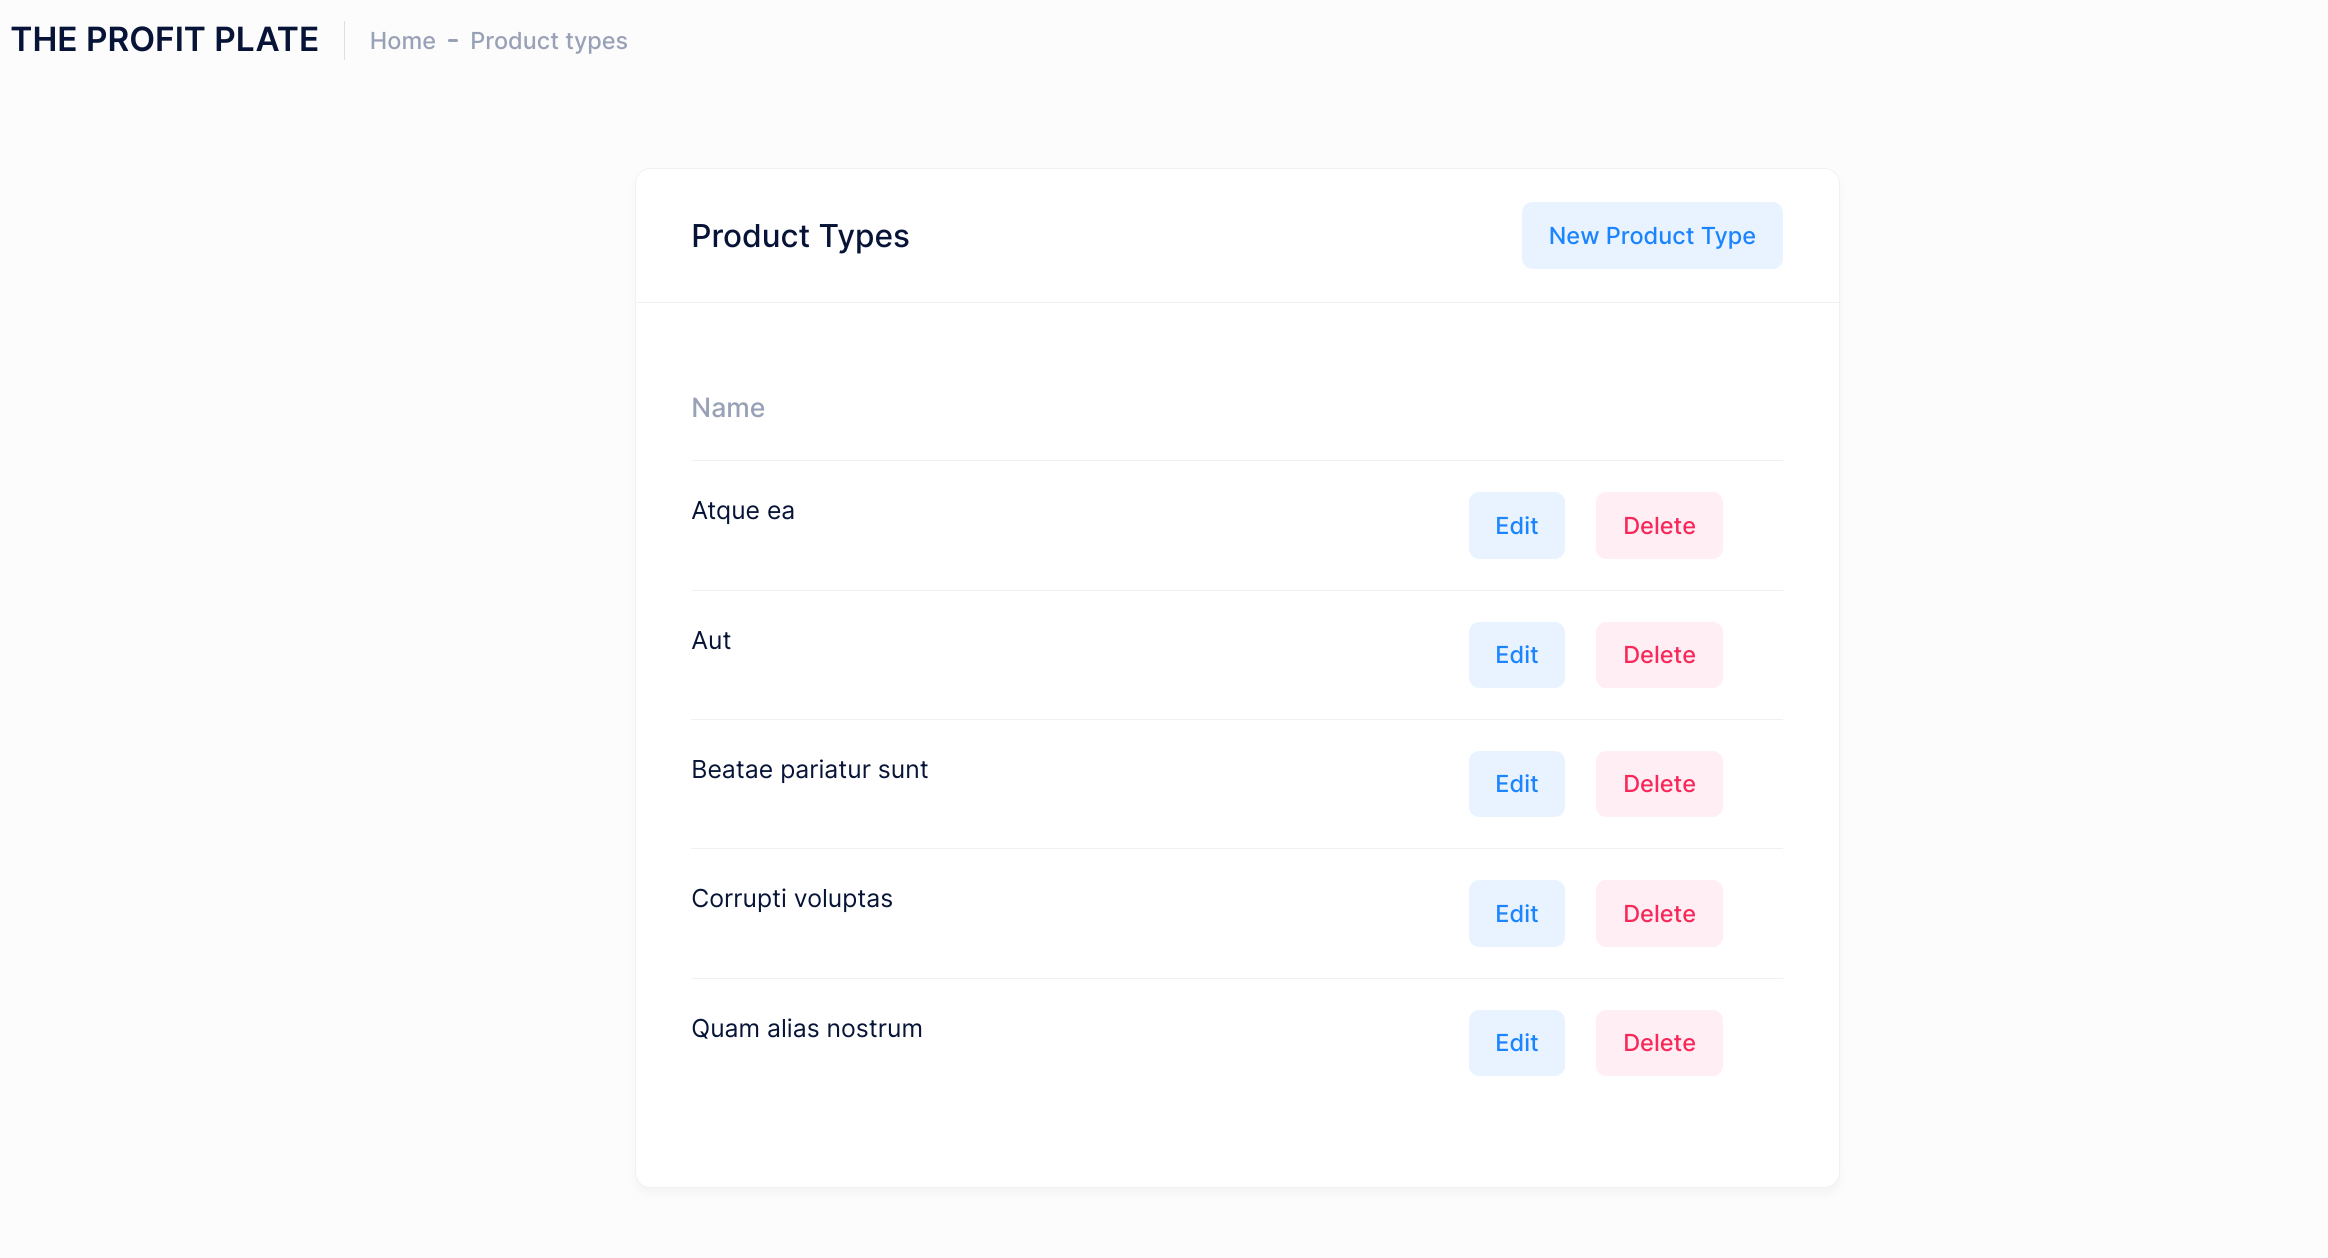 THE PROFIT PLATE
Home - Product types
Product Types
New Product Type
Name
Atque ea Edit Delete
Aut Edit Delete
Beatae pariatur sunt Edit Delete
Corrupti voluptas Edit Delete
Quam alias nostrum Edit Delete